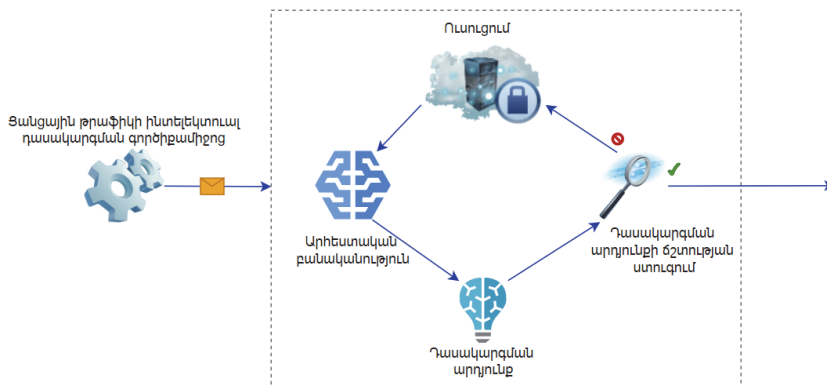 Ուսուցում
Ցանցային թրաֆիկի ինտելեկտուալ
դասակարգման գործիքամիջոց
Արհեստական
բանականություն
Դասակարգման
արդյունքի ճշտության
ստուգում
Դասակարգման
արդյունք